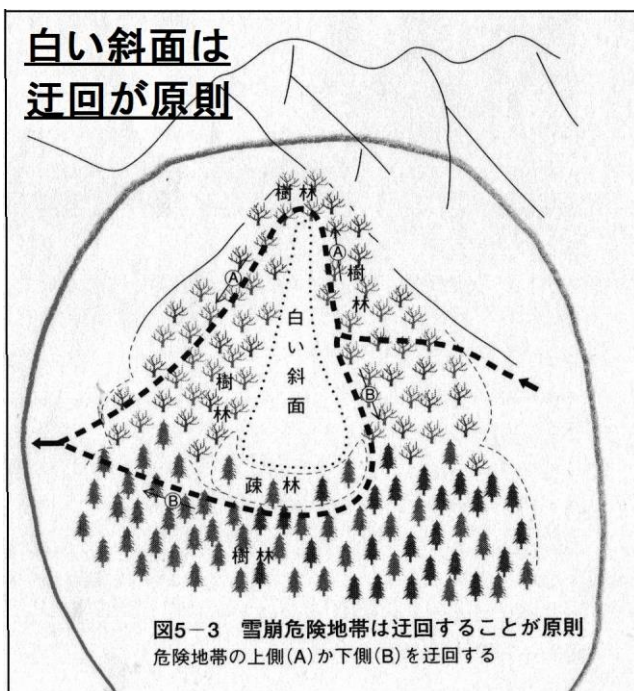 白い斜面は
迂回が原則
樹林
Ⓐ
Ⓐ
樹林
白い斜面
樹林
Ⓑ
疎林
Ⓑ
樹林
図5−3 雪崩危険地帯は迂回することが原則
危険地帯の上側(A)か下側(B)を迂回する